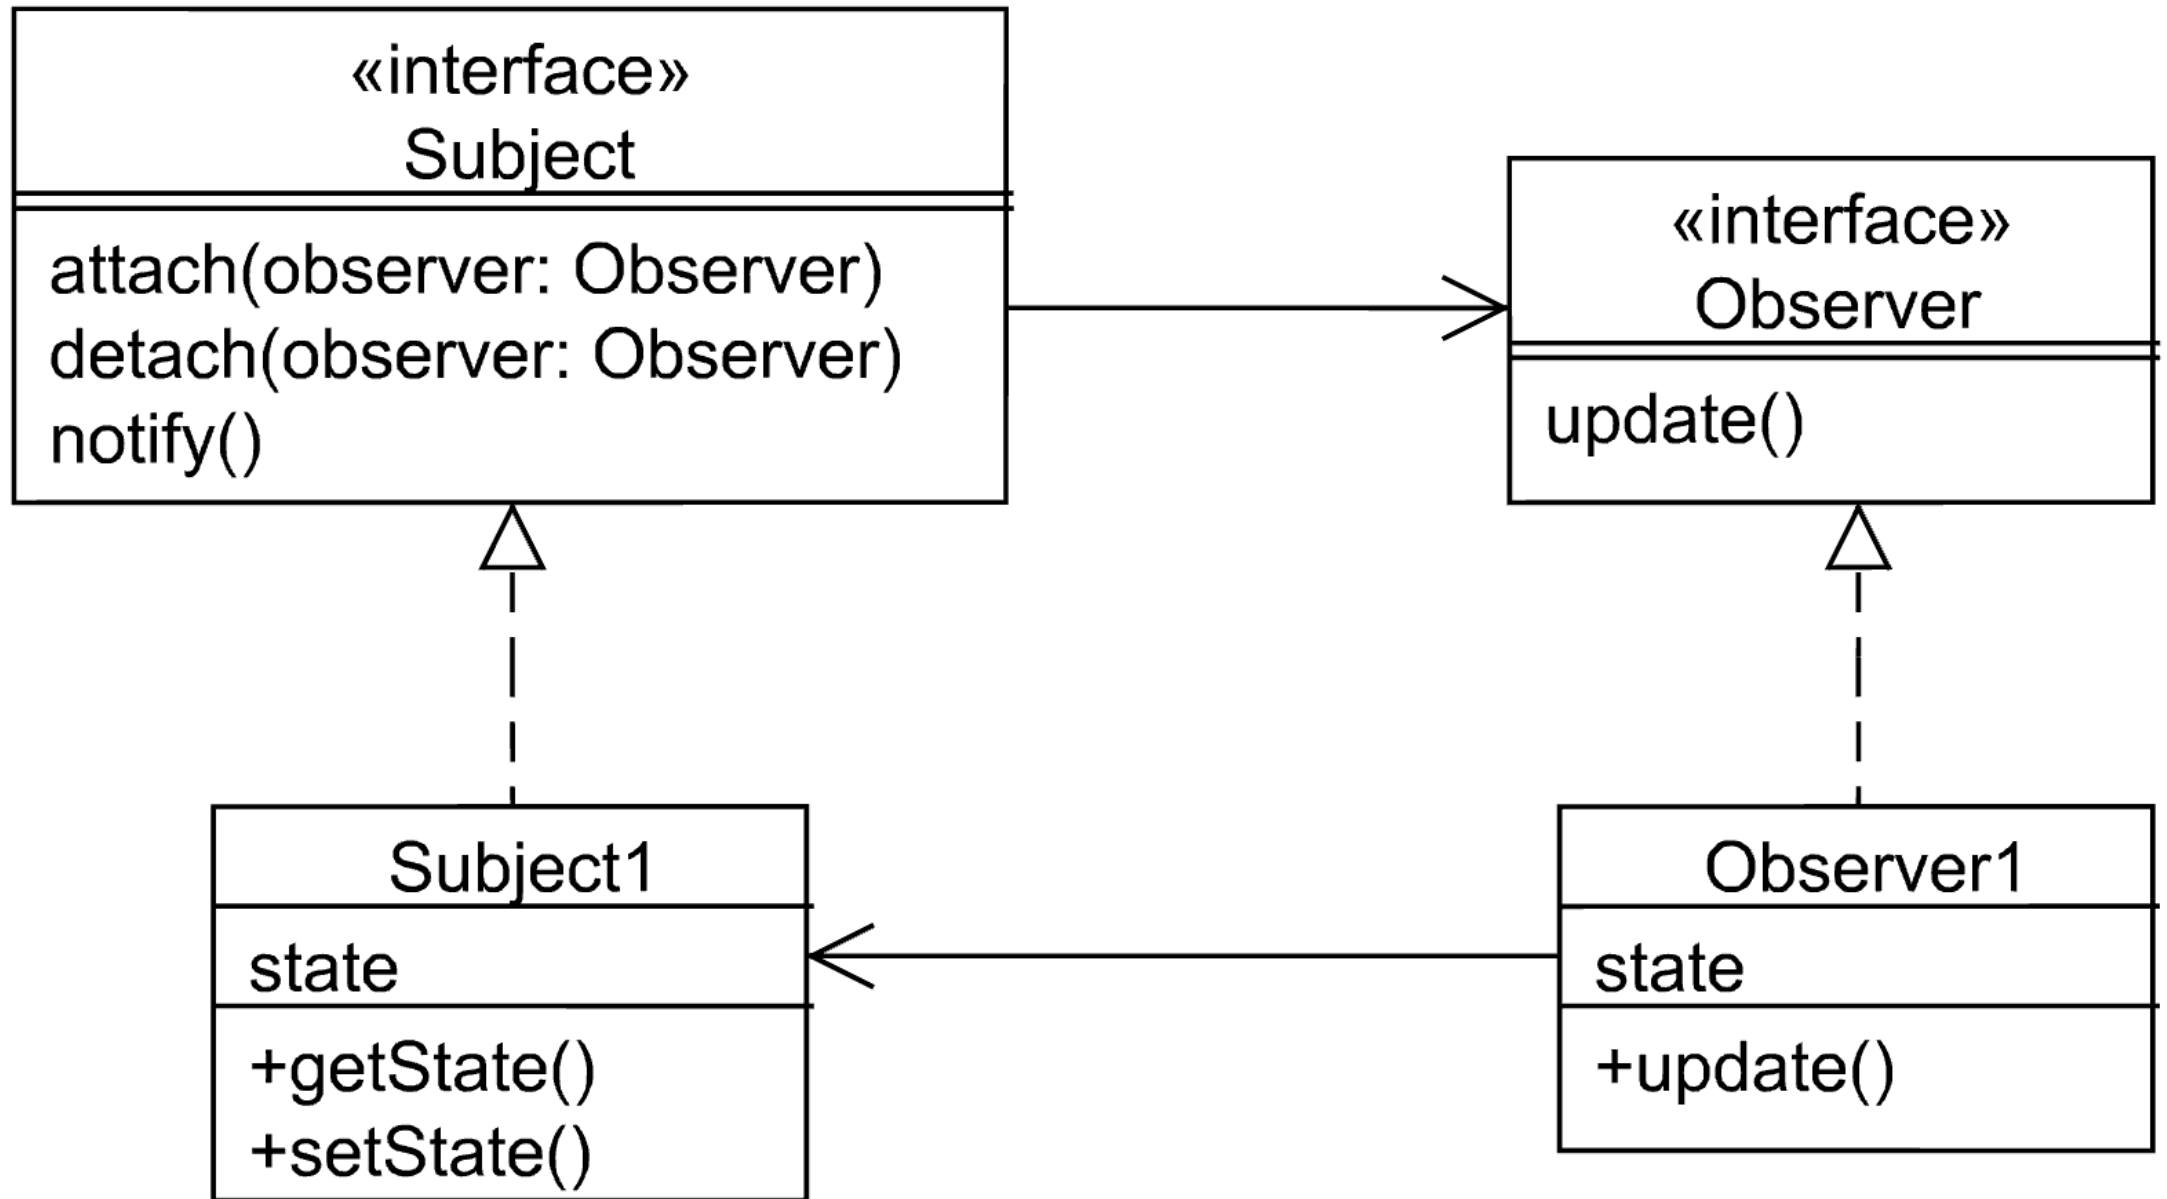 «interface»
Subject
attach(observer: Observer)
detach(observer: Observer)
notify()
«interface»
Observer
update()
Subject1
state
+getState()
+setState()
Observer1
state
+update()